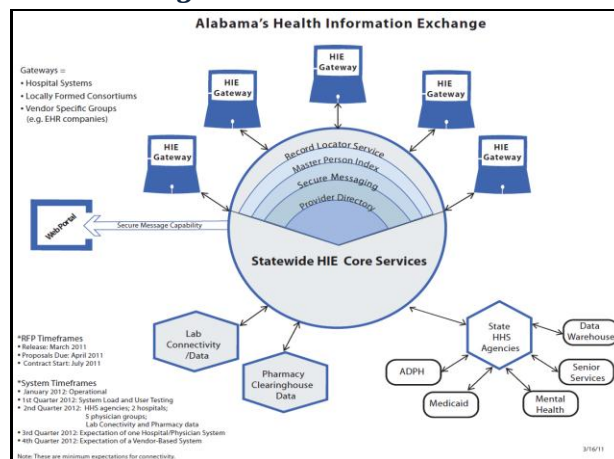 Alabama's Health Information Exchange
Gateways =
• Hospital Systems
• Locally Formed Consortiums
• Vendor Specific Groups
(e.g. EHR companies)
HIE
Gateway
HIE
Gateway
HIE
Gateway
HIE
Gateway
HIE
Gateway
Record Locator Service
Master Person Index
Secure Messaging
Provider Directory
Web Portal
Secure Message Capability
Statewide HIE Core Services
Lab
Connectivity
/Data
Pharmacy
Clearinghouse
Data
State
HHS
Agencies
Data
Warehouse
Senior
Services
Mental
Health
Medicaid
ADPH
*RFP Timeframes
• Release: March 2011
• Proposals Due: April 2011
• Contract Start: July 2011
*System Timeframes
• January 2012: Operational
• 1st Quarter 2012: System Load and User Testing
• 2nd Quarter 2012: HHS agencies; 2 hospitals;
5 physician groups;
Lab Conectivity and Pharmacy data
• 3rd Quarter 2012: Expectation of one Hospital/Physician System
• 4th Quarter 2012: Expectation of a Vendor-Based System
Note: These are minimum expectations for connectivity.
3/16/11